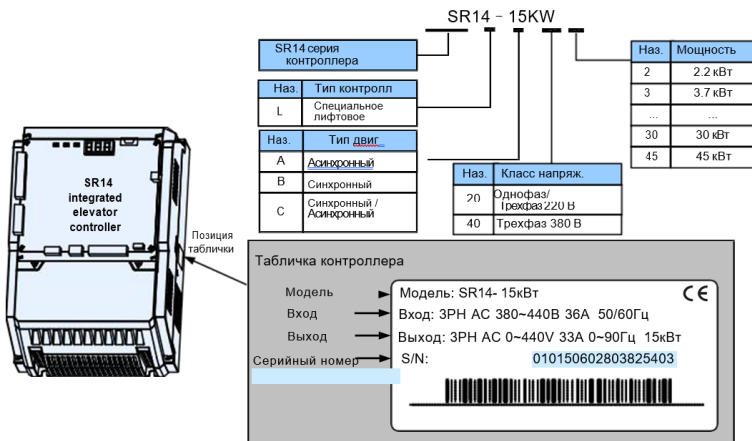 SR14 - 15KW
SR14 серия
контроллера
Наз. Тип контролл
L Специальное
лифтовое
Наз. Тип двиг
A Асинхронный
B Синхронный
C Синхронный /
Асинхронный
Наз. Класс напряж.
20 Однофаз/
Трехфаз220 В
40 Трехфаз 380 В
Наз. Мощность
2 2.2 кВт
3 3.7 кВт
... ...
30 30 кВт
45 45 кВт
SR14
integrated
elevator
controller
Позиция
таблички
Табличка контроллера
Модель
Вход
Выход
Серийный номер
Модель: SR14- 15кВт CE
Вход: 3PH AC 380~440В 36A 50/60Гц
Выход: 3PH AC 0~440V 33A 0~90Гц 15кВт
S/N: 010150602803825403